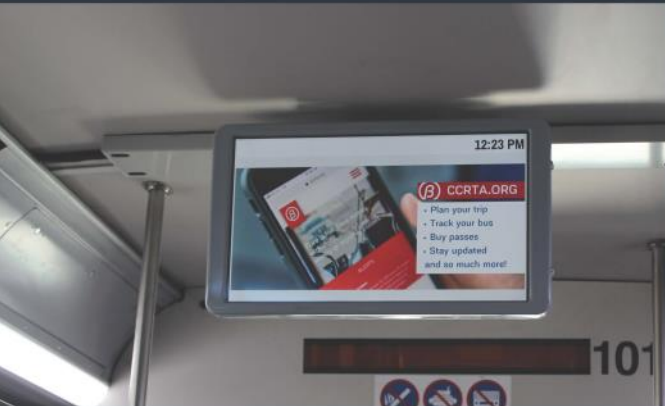 12:23 PM
β CCRTA.ORG
- Plan your trip
- Track your bus
- Buy passes
- Stay updated
and so much more!
101